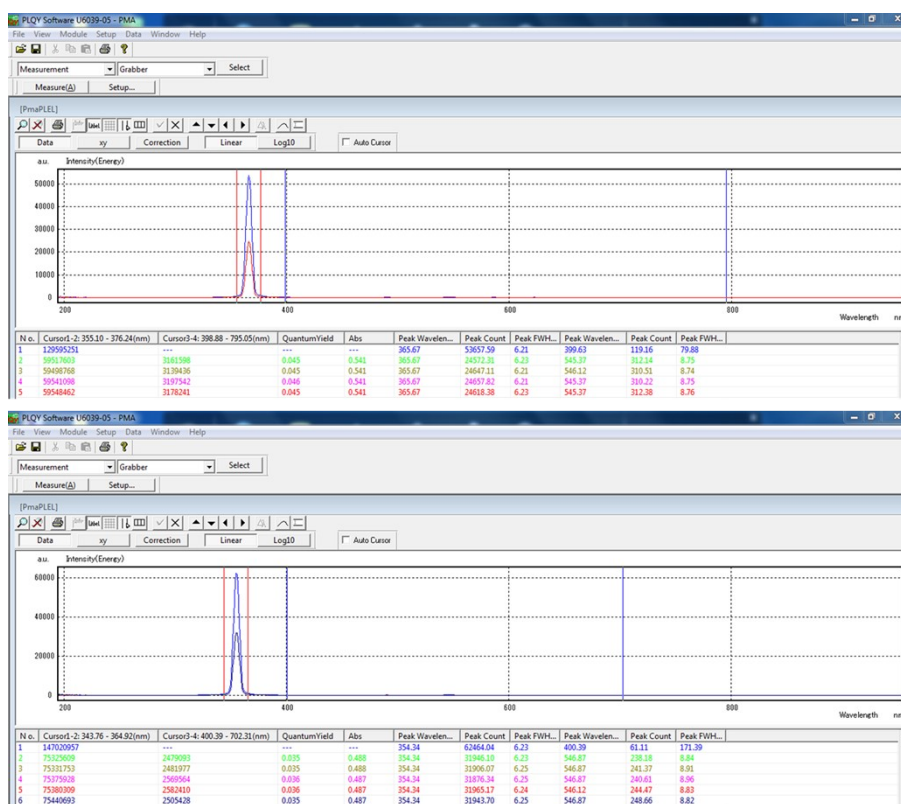 PLQY Software U6039-05 - PMA
File View Module Setup Data Window Help
Measurement Grabber Select
Measure(A) Setup...
[PmaPLEL]
Label
Data xy Correction Linear Log10 Auto Cursor
a.u. Intensity(Energy)
50000
40000
30000
20000
10000
0
200 400 600 800
Wavelength nm
No. Cursor1-2: 355.10 - 376.24(nm) Cursor3-4: 398.88 - 795.05(nm) QuantumYield Abs Peak Wavelen... Peak Count Peak FWH... Peak Wavelen... Peak Count Peak FWH...
1 129595251 --- --- --- 365.67 53657.59 6.21 399.63 119.16 79.88
2 59517603 3161598 0.045 0.541 365.67 24572.31 6.23 545.37 312.14 8.75
3 59498768 3139436 0.045 0.541 365.67 24647.11 6.21 546.12 310.51 8.74
4 59541098 3197542 0.046 0.541 365.67 24657.82 6.21 545.37 310.22 8.75
5 59548462 3178241 0.045 0.541 365.67 24618.38 6.23 545.37 312.38 8.76
PLQY Software U6039-05 - PMA
File View Module Setup Data Window Help
Measurement Grabber Select
Measure(A) Setup...
[PmaPLEL]
Label
Data xy Correction Linear Log10 Auto Cursor
a.u. Intensity(Energy)
60000
40000
20000
0
200 400 600 800
Wavelength nm
No. Cursor1-2: 343.76 - 364.92(nm) Cursor3-4: 400.39 - 702.31(nm) QuantumYield Abs Peak Wavelen... Peak Count Peak FWH... Peak Wavelen... Peak Count Peak FWH...
1 147020957 --- --- --- 354.34 62464.04 6.23 400.39 61.11 171.39
2 75325609 2479093 0.035 0.488 354.34 31946.10 6.23 546.87 238.18 8.84
3 75331753 2481977 0.035 0.488 354.34 31906.07 6.25 546.87 241.37 8.91
4 75375928 2569564 0.036 0.487 354.34 31876.34 6.25 546.87 240.61 8.96
5 75380309 2582410 0.036 0.487 354.34 31965.17 6.24 546.12 244.47 8.83
6 75440693 2505428 0.035 0.487 354.34 31943.70 6.25 546.87 248.66 8.82